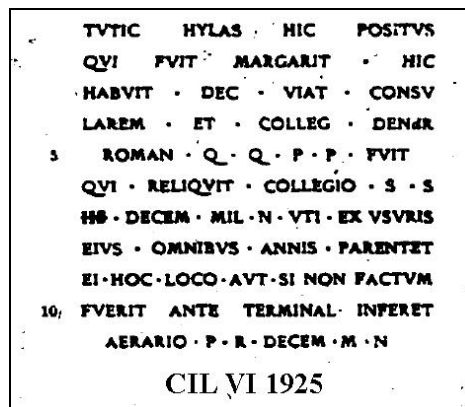 TVTIC HYLAS HIC POSITVS
QVI FVIT MARGARIT · HIC
HABVIT · DEC · VIAT · CONSV
LAREM · ET · COLLEG · DENdR
5 ROMAN · Q · Q · P · P · FVIT
QVI · RELIQVIT · COLLEGIO · S · S
HS · DECEM · MIL · N · VTI · EX VSVRIS
EIVS · OMNIBVS · ANNIS · PARENTET
EI · HOC · LOCO · AVT · SI NON FACTVM
10, FVERIT ANTE TERMINAL · INFERET
AERARIO · P · R · DECEM · M · N
CIL VI 1925